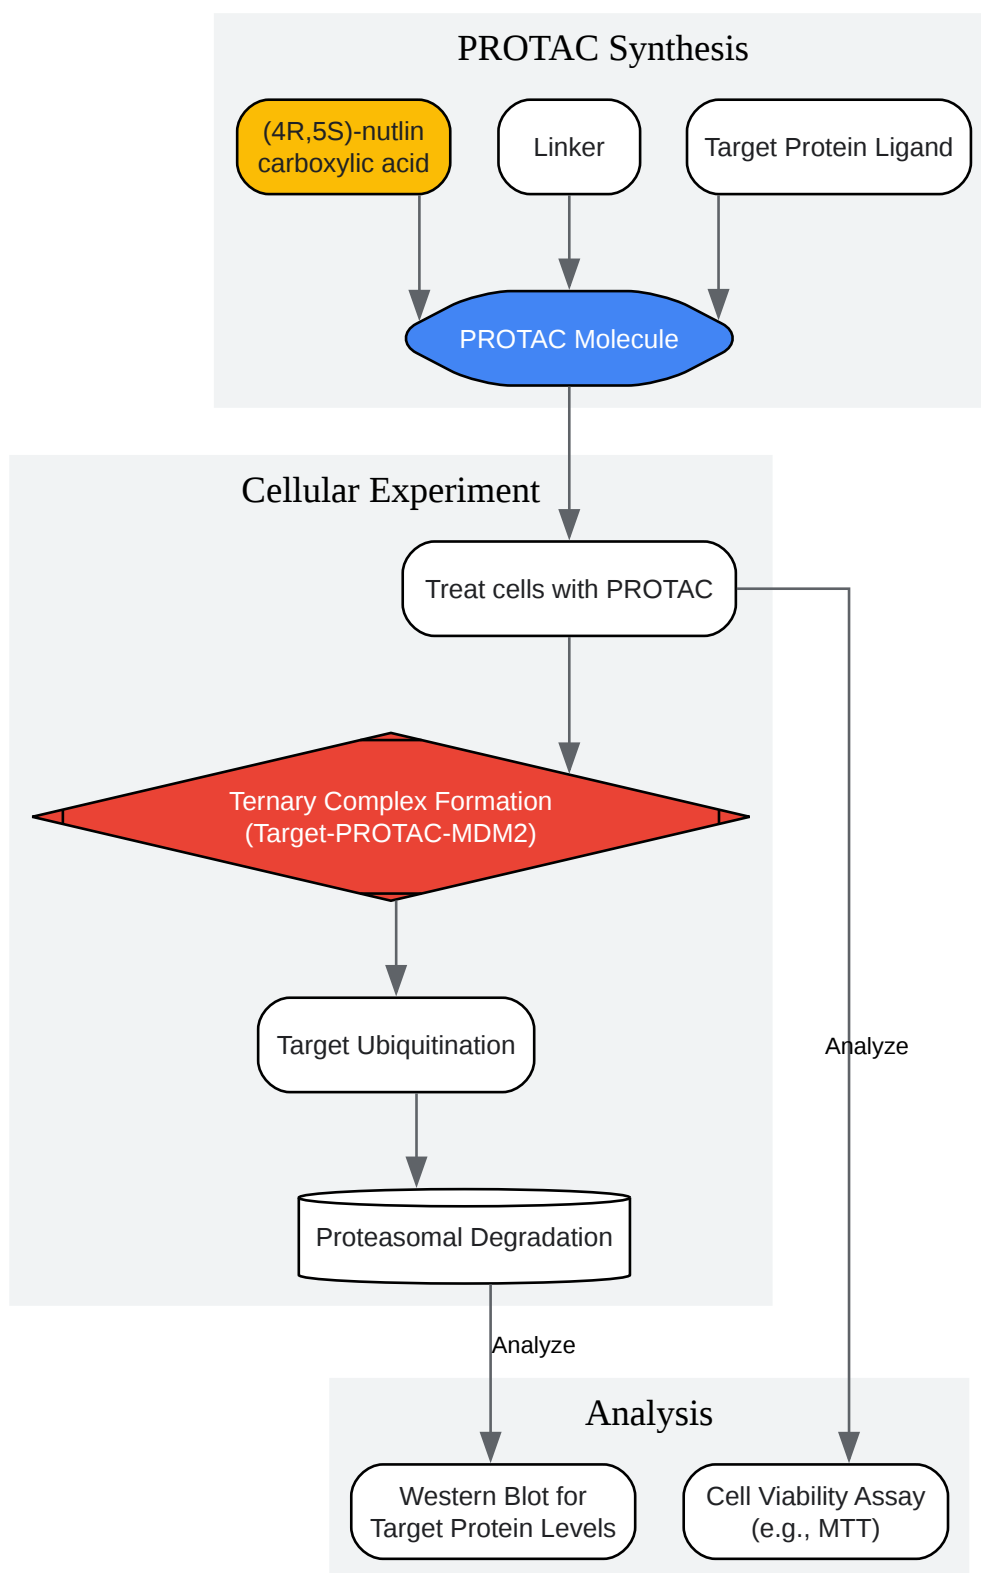 PROTAC Synthesis
(4R,5S)-nutlin
carboxylic acid
Linker
Target Protein Ligand
PROTAC Molecule
Cellular Experiment
Treat cells with PROTAC
Ternary Complex Formation
(Target-PROTAC-MDM2)
Target Ubiquitination
Analyze
Proteasomal Degradation
Analyze
Analysis
Western Blot for
Target Protein Levels
Cell Viability Assay
(e.g., MTT)